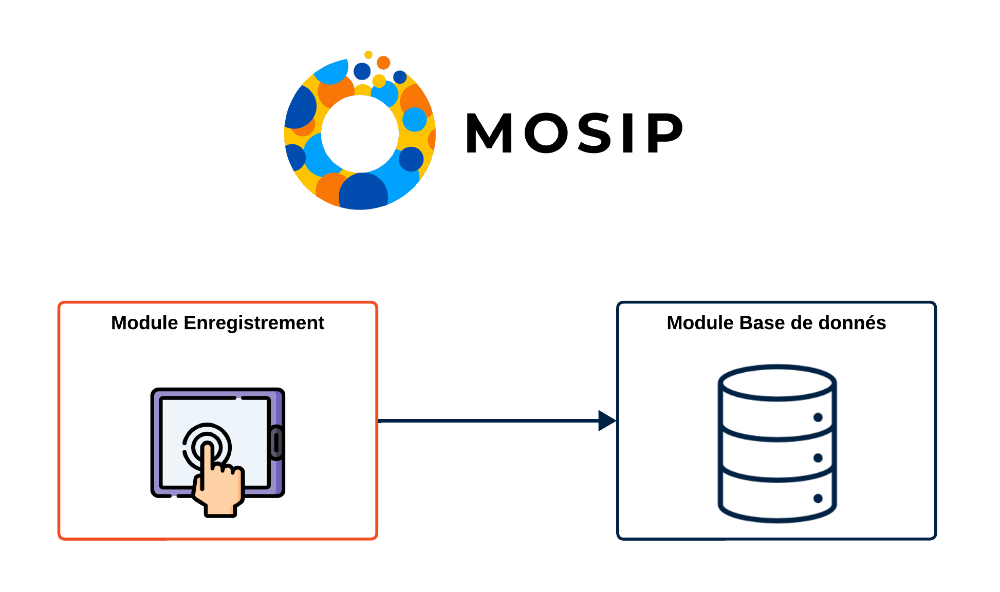 MOSIP
Module Enregistrement
Module Base de donnés